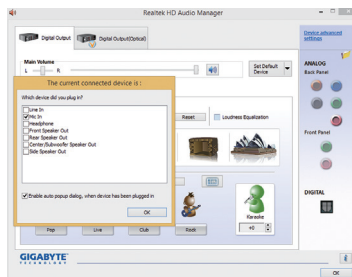 Realtek HD Audio Manager
Digital Output
Digital Output(Optical)
Device advanced
settings
Main Volume
L
R
Set Default
Device
ANALOG
Back Panel
The current connected device is :
Which device did you plug in?
Line In
Mic In
Headphone
Front Speaker Out
Rear Speaker Out
Center/Subwoofer Speaker Out
Side Speaker Out
Enable auto popup dialog, when device has been plugged in
OK
Reset
Loudness Equalization
Front Panel
DIGITAL
Karaoke
+0
Pop
Live
Club
Rock
GIGABYTE
TECHNOLOGY
OK